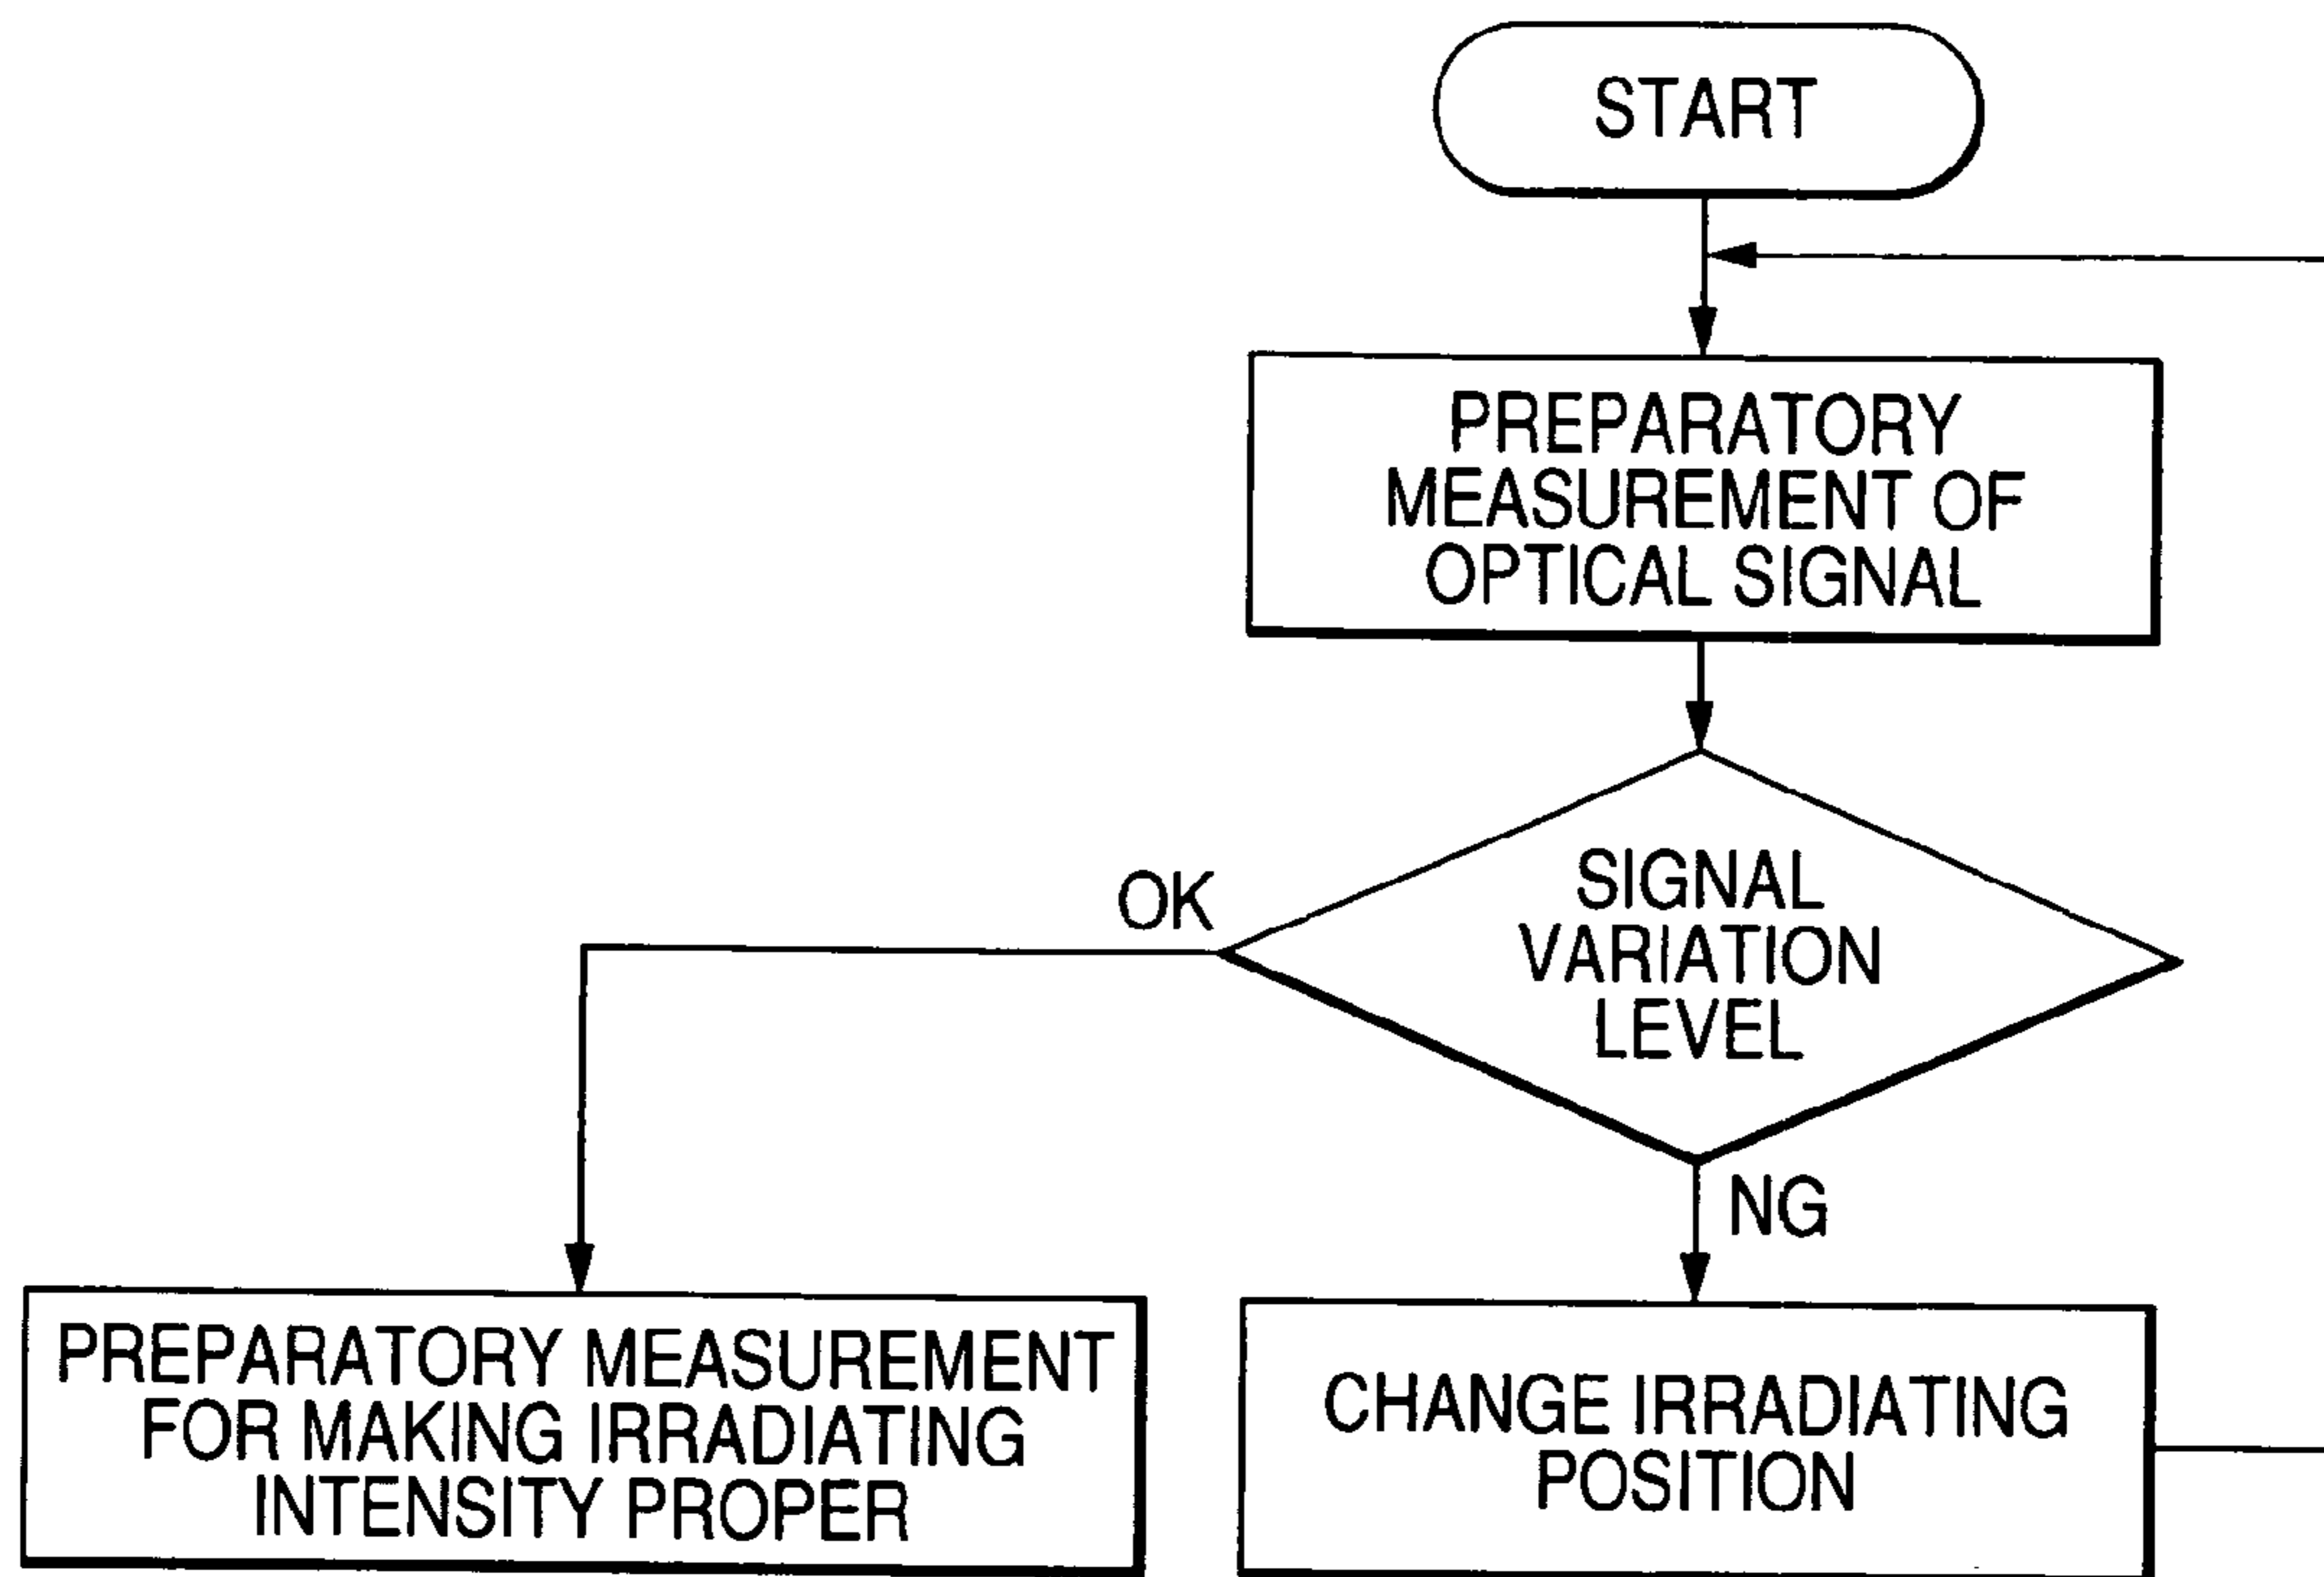 START
PREPARATORY
MEASUREMENT OF
OPTICAL SIGNAL
SIGNAL
VARIATION
LEVEL
OK
NG
PREPARATORY MEASUREMENT
FOR MAKING IRRADIATING
INTENSITY PROPER
CHANGE IRRADIATING
POSITION